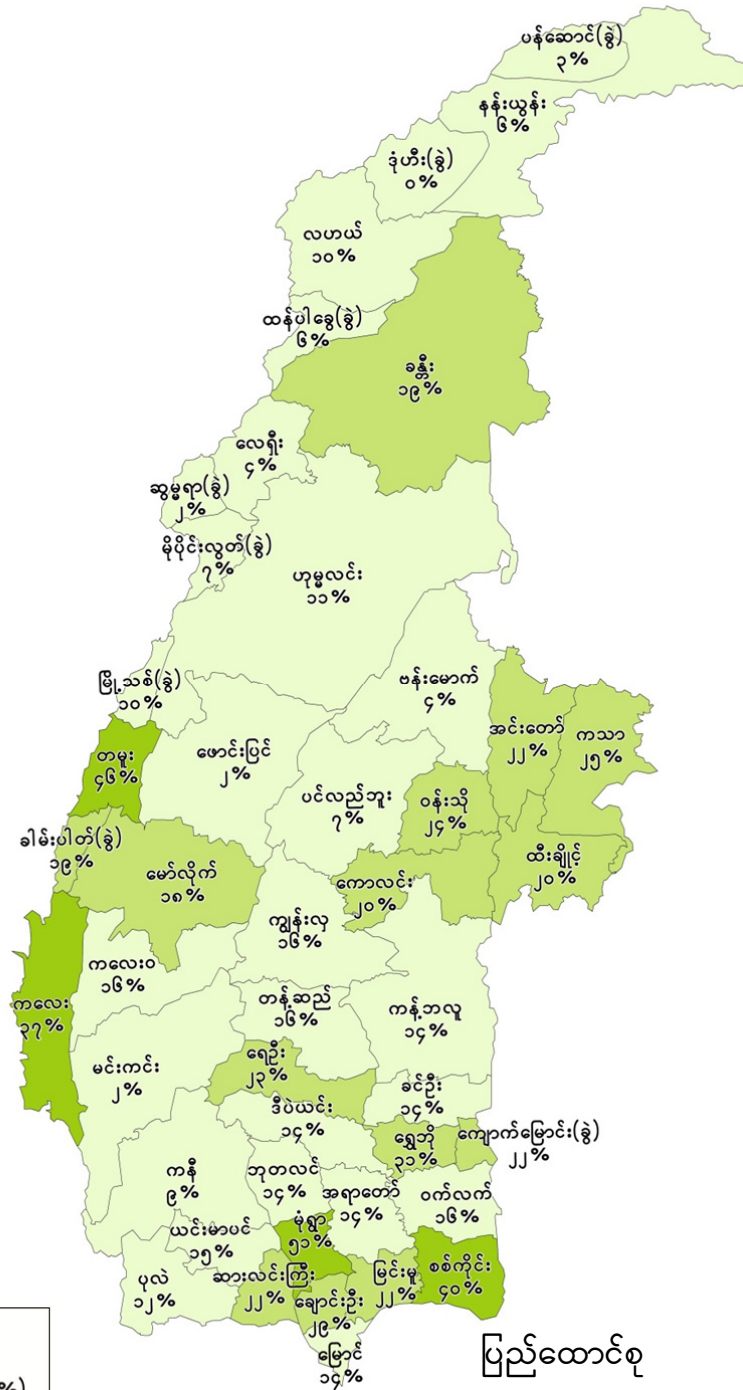 ပန်ဆောင်(ခွဲ)
၃%
နန်းယွန်း
၆%
ဒုံဟီး(ခွဲ)
၀%
လဟယ်
၁၀%
ထန်ပါခွေ(ခွဲ)
၆%
ခန္တီး
၁၉%
လေရှီး
၄%
ဆွမ္မရာ(ခွဲ)
၂%
မိုပိုင်းလွတ်(ခွဲ)
၇%
ဟုမ္မလင်း
၁၁%
မြို့သစ်(ခွဲ)
၁၀%
ဗန်းမောက်
၄%
အင်းတော်
၂၂%
ကသာ
၂၅%
တမူး
၄၆%
ဖောင်းပြင်
၂%
ပင်လည်ဘူး
၇%
ဝန်းသို
၂၄%
ခါမ်းပါတ်(ခွဲ)
၁၉%
မော်လိုက်
၁၈%
ကောလင်း
၂၀%
ထီးချိုင့်
၂၀%
ကျွန်းလှ
၁၆%
ကလေးဝ
၁၆%
ကလေး
၃၇%
တန့်ဆည်
၁၆%
ကန့်ဘလူ
၁၄%
မင်းကင်း
၂%
ရေဦး
၂၃%
ခင်ဦး
၁၄%
ဒီပဲယင်း
၁၄%
ရွှေဘို
၃၁%
ကျောက်မြောင်း(ခွဲ)
၂၂%
ကနီ
၉%
ဘုတလင်
၁၄%
အရာတော်
၁၄%
ဝက်လက်
၁၆%
မုံရွာ
၅၁%
ယင်းမာပင်
၁၅%
ပုလဲ
၁၂%
ဆားလင်းကြီး
၂၂%
ချောင်းဦး
၂၉%
မြင်းမူ
၂၂%
စစ်ကိုင်း
၄၀%
မြောင်
၁၄%
ပြည်ထောင်စု
%)